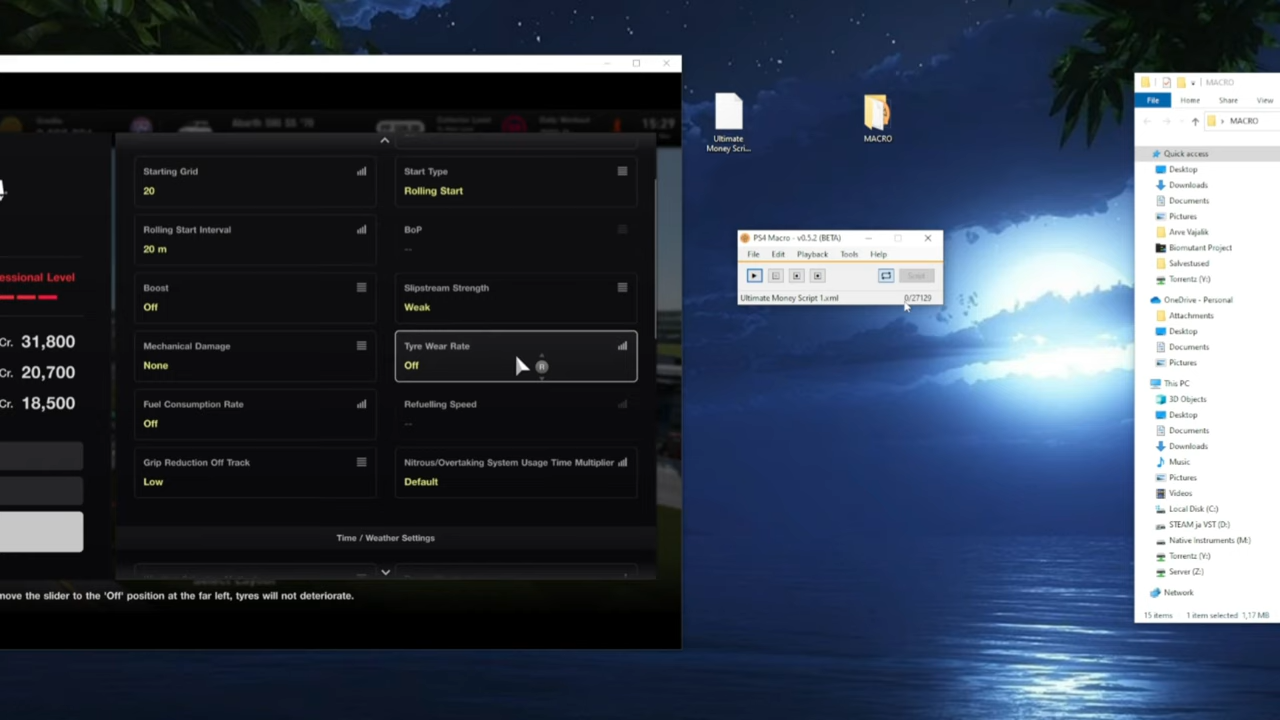 15:29
Starting Grid
20
Start Type
Rolling Start
Rolling Start Interval
20 m
BoP
--
Boost
Off
Slipstream Strength
Weak
Mechanical Damage
None
Tyre Wear Rate
Off
R
Fuel Consumption Rate
Off
Refuelling Speed
--
Grip Reduction Off Track
Low
Nitrous/Overtaking System Usage Time Multiplier
Default
Time / Weather Settings
essional Level
Cr. 31,800
Cr. 20,700
Cr. 18,500
move the slider to the 'Off' position at the far left, tyres will not deteriorate.
Ultimate
Money Scri...
MACRO
PS4 Macro - v0.5.2 (BETA)
File Edit Playback Tools Help
Script
Ultimate Money Script 1.xml
0/27129
MACRO
File Home Share View
› MACRO
Quick access
Desktop
Downloads
Documents
Pictures
Arve Vajalik
Biomutant Project
Salvestused
Torrentz (Y:)
OneDrive - Personal
Attachments
Desktop
Documents
Pictures
This PC
3D Objects
Desktop
Documents
Downloads
Music
Pictures
Videos
Local Disk (C:)
STEAM ja VST (D:)
Native Instruments (M:)
Torrentz (Y:)
Server (Z:)
Network
15 items 1 item selected 1,17 MB